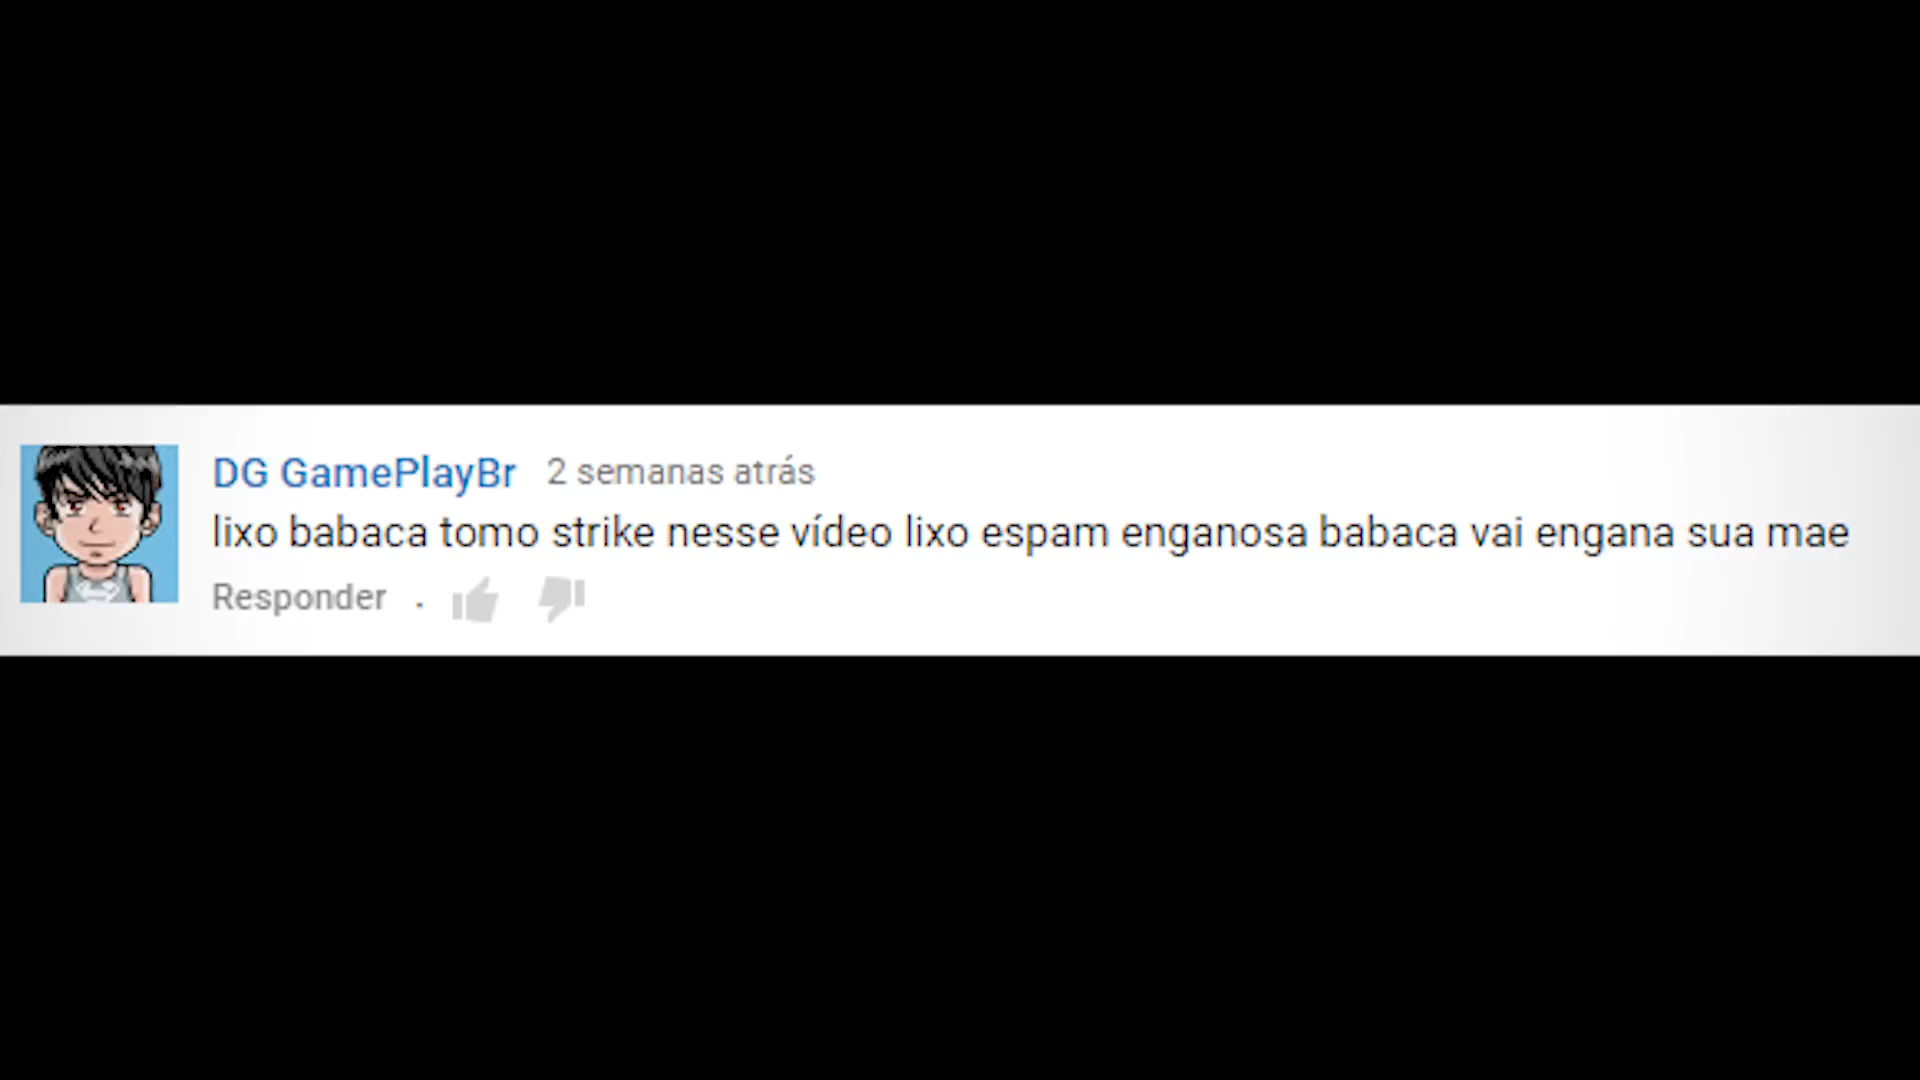 DG GamePlayBr 2 semanas atrás
lixo babaca tomo strike nesse vídeo lixo espam enganosa babaca vai engana sua mae
Responder .